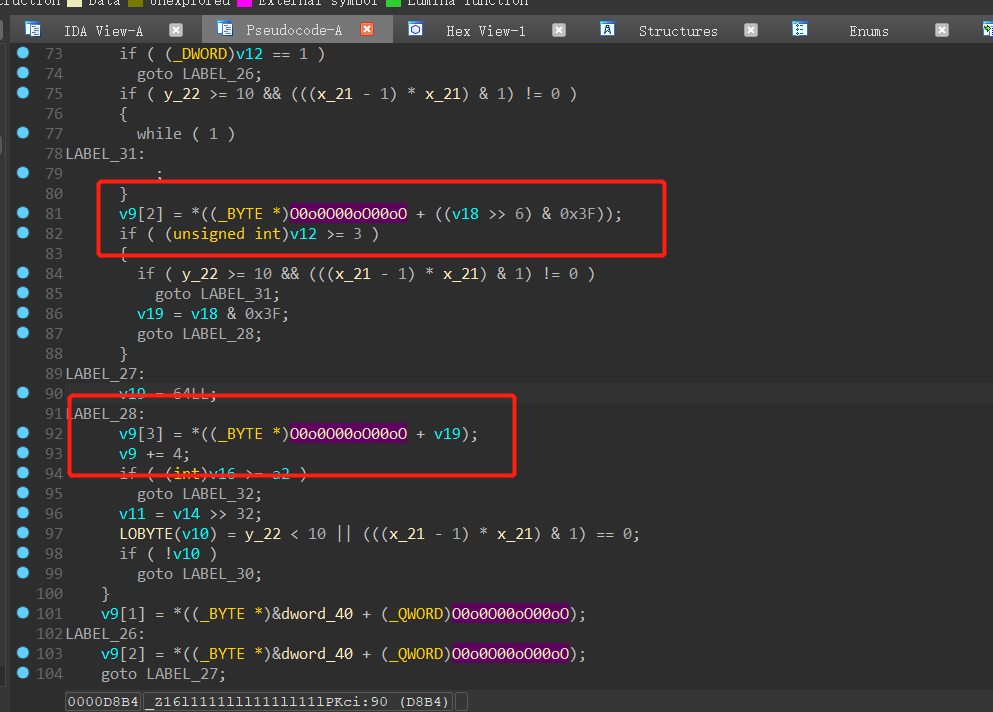 Data Unexplored External symbol Lumina function
IDA View-A Pseudocode-A Hex View-1 Structures Enums
73 if ( (_DWORD)v12 == 1 )
74 goto LABEL_26;
75 if ( y_22 >= 10 && (((x_21 - 1) * x_21) & 1) != 0 )
76 {
77 while ( 1 )
78 LABEL_31:
79 ;
80 }
81 v9[2] = *((_BYTE *)O0o0O00oO00oO + ((v18 >> 6) & 0x3F));
82 if ( (unsigned int)v12 >= 3 )
83 {
84 if ( y_22 >= 10 && (((x_21 - 1) * x_21) & 1) != 0 )
85 goto LABEL_31;
86 v19 = v18 & 0x3F;
87 goto LABEL_28;
88 }
89 LABEL_27:
90 v19 = 64LL;
91 LABEL_28:
92 v9[3] = *((_BYTE *)O0o0O00oO00oO + v19);
93 v9 += 4;
94 if ( (int)v16 >= a2 )
95 goto LABEL_32;
96 v11 = v14 >> 32;
97 LOBYTE(v10) = y_22 < 10 || (((x_21 - 1) * x_21) & 1) == 0;
98 if ( !v10 )
99 goto LABEL_30;
100 }
101 v9[1] = *((_BYTE *)&dword_40 + (_QWORD)O0o0O00oO00oO);
102 LABEL_26:
103 v9[2] = *((_BYTE *)&dword_40 + (_QWORD)O0o0O00oO00oO);
104 goto LABEL_27;
0000D8B4 :90 (D8B4)